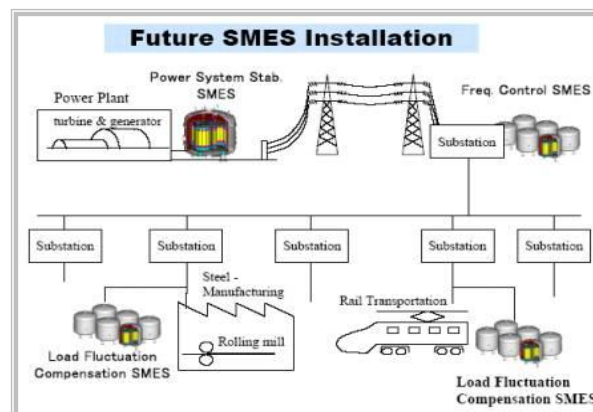 Future SMES Installation
Power System Stab.
SMES
Power Plant
turbine & generator
Freq. Control SMES
Substation
Substation
Substation
Substation
Substation
Substation
Steel -
Manufacturing
Rolling mill
Rail Transportation
Load Fluctuation
Compensation SMES
Load Fluctuation
Compensation SMES